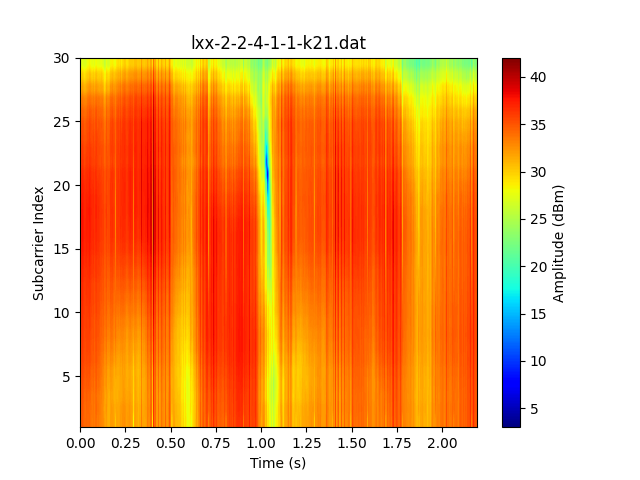 lxx-2-2-4-1-1-k21.dat
30
25
20
15
10
5
Subcarrier Index
0.00 0.25 0.50 0.75 1.00 1.25 1.50 1.75 2.00
Time (s)
40
35
30
25
20
15
10
5
Amplitude (dBm)